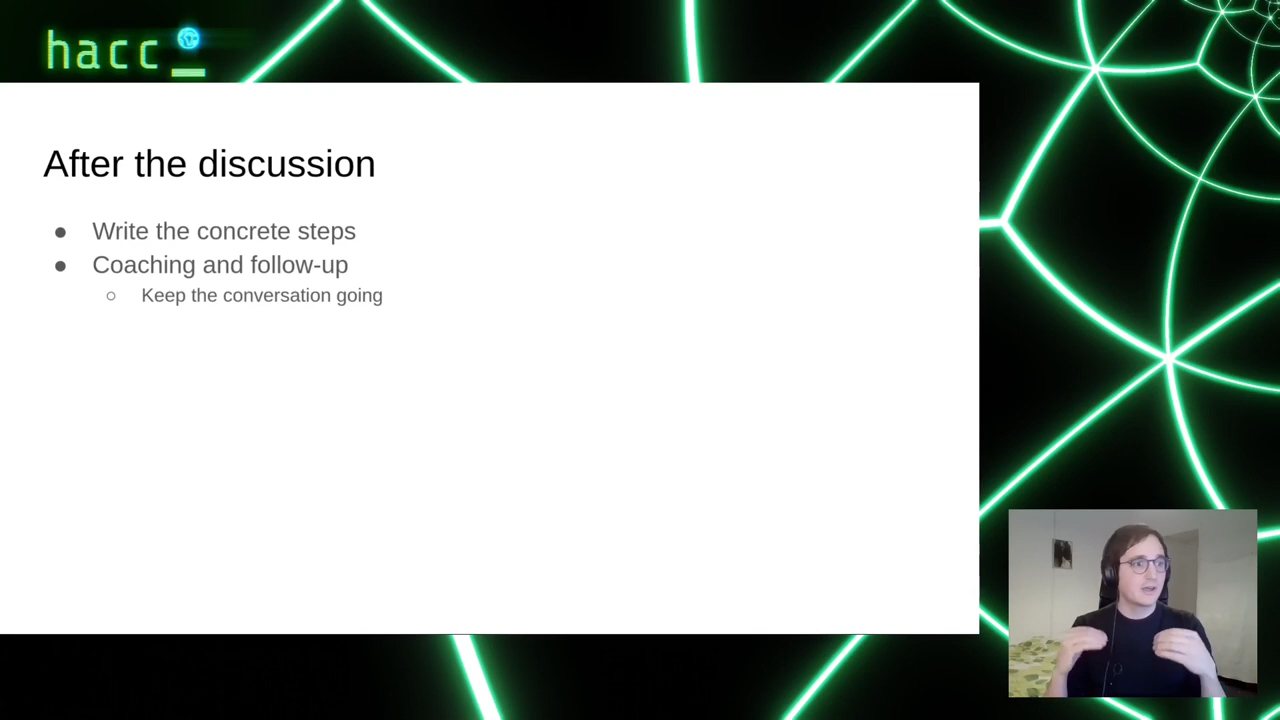 hacc
After the discussion
● Write the concrete steps
● Coaching and follow-up
○ Keep the conversation going